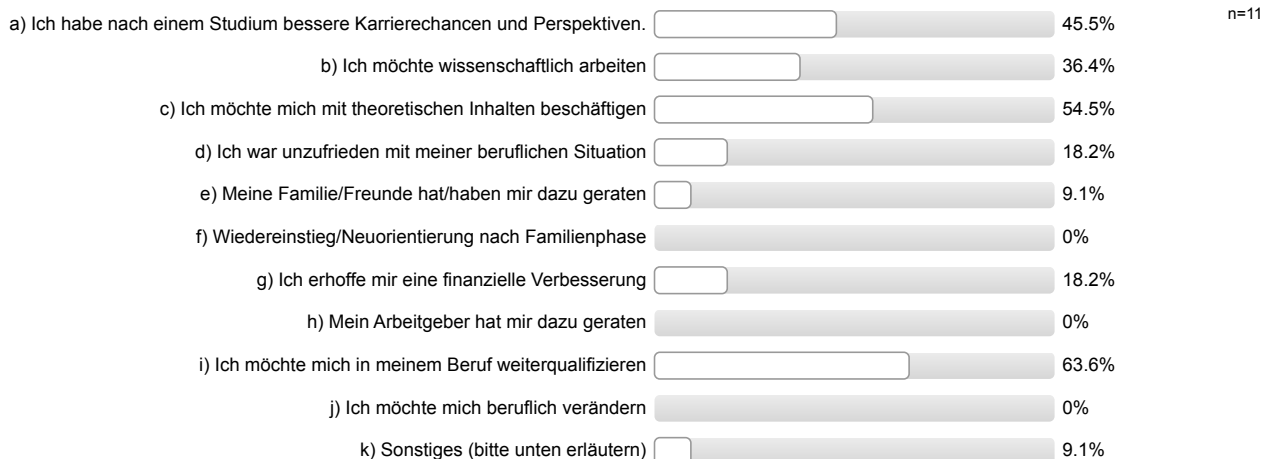 a) Ich habe nach einem Studium bessere Karrierechancen und Perspektiven. 45.5% n=11
b) Ich möchte wissenschaftlich arbeiten 36.4%
c) Ich möchte mich mit theoretischen Inhalten beschäftigen 54.5%
d) Ich war unzufrieden mit meiner beruflichen Situation 18.2%
e) Meine Familie/Freunde hat/haben mir dazu geraten 9.1%
f) Wiedereinstieg/Neuorientierung nach Familienphase 0%
g) Ich erhoffe mir eine finanzielle Verbesserung 18.2%
h) Mein Arbeitgeber hat mir dazu geraten 0%
i) Ich möchte mich in meinem Beruf weiterqualifizieren 63.6%
j) Ich möchte mich beruflich verändern 0%
k) Sonstiges (bitte unten erläutern) 9.1%